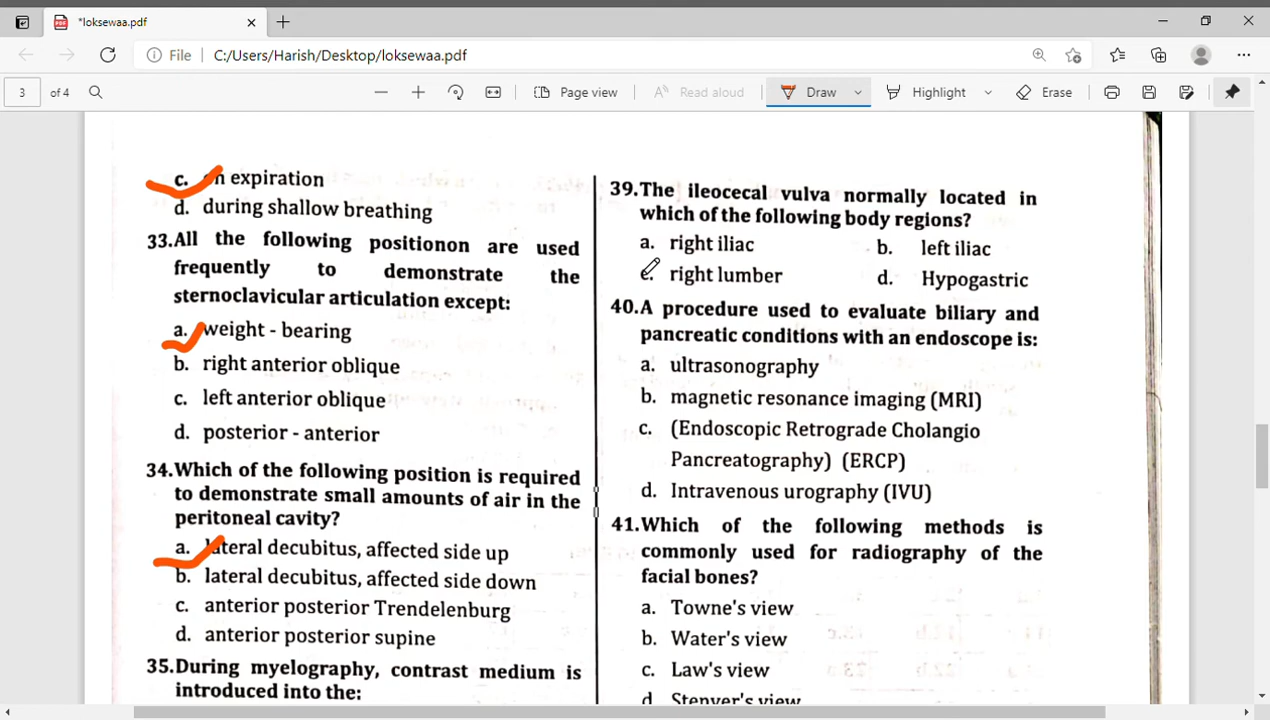 *loksewaa.pdf
File C:/Users/Harish/Desktop/loksewaa.pdf
3 of 4 Page view Read aloud Draw Highlight Erase
c. on expiration
d. during shallow breathing
33.All the following positionon are used
frequently to demonstrate the
sternoclavicular articulation except:
a. weight - bearing
b. right anterior oblique
c. left anterior oblique
d. posterior - anterior
34.Which of the following position is required
to demonstrate small amounts of air in the
peritoneal cavity?
a. lateral decubitus, affected side up
b. lateral decubitus, affected side down
c. anterior posterior Trendelenburg
d. anterior posterior supine
35.During myelography, contrast medium is
introduced into the:
39.The ileocecal vulva normally located in
which of the following body regions?
a. right iliac b. left iliac
c. right lumber d. Hypogastric
40.A procedure used to evaluate biliary and
pancreatic conditions with an endoscope is:
a. ultrasonography
b. magnetic resonance imaging (MRI)
c. (Endoscopic Retrograde Cholangio
Pancreatography) (ERCP)
d. Intravenous urography (IVU)
41.Which of the following methods is
commonly used for radiography of the
facial bones?
a. Towne's view
b. Water's view
c. Law's view
d Stenver's view